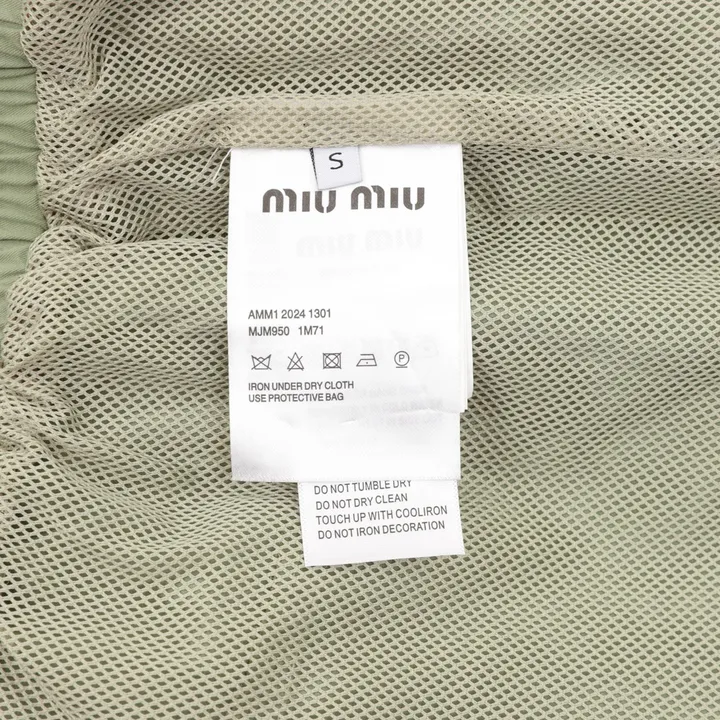 S
miu miu
AMM1 2024 1301
MJM950 1M71
IRON UNDER DRY CLOTH
USE PROTECTIVE BAG
DO NOT TUMBLE DRY
DO NOT DRY CLEAN
TOUCH UP WITH COOLIRON
DO NOT IRON DECORATION